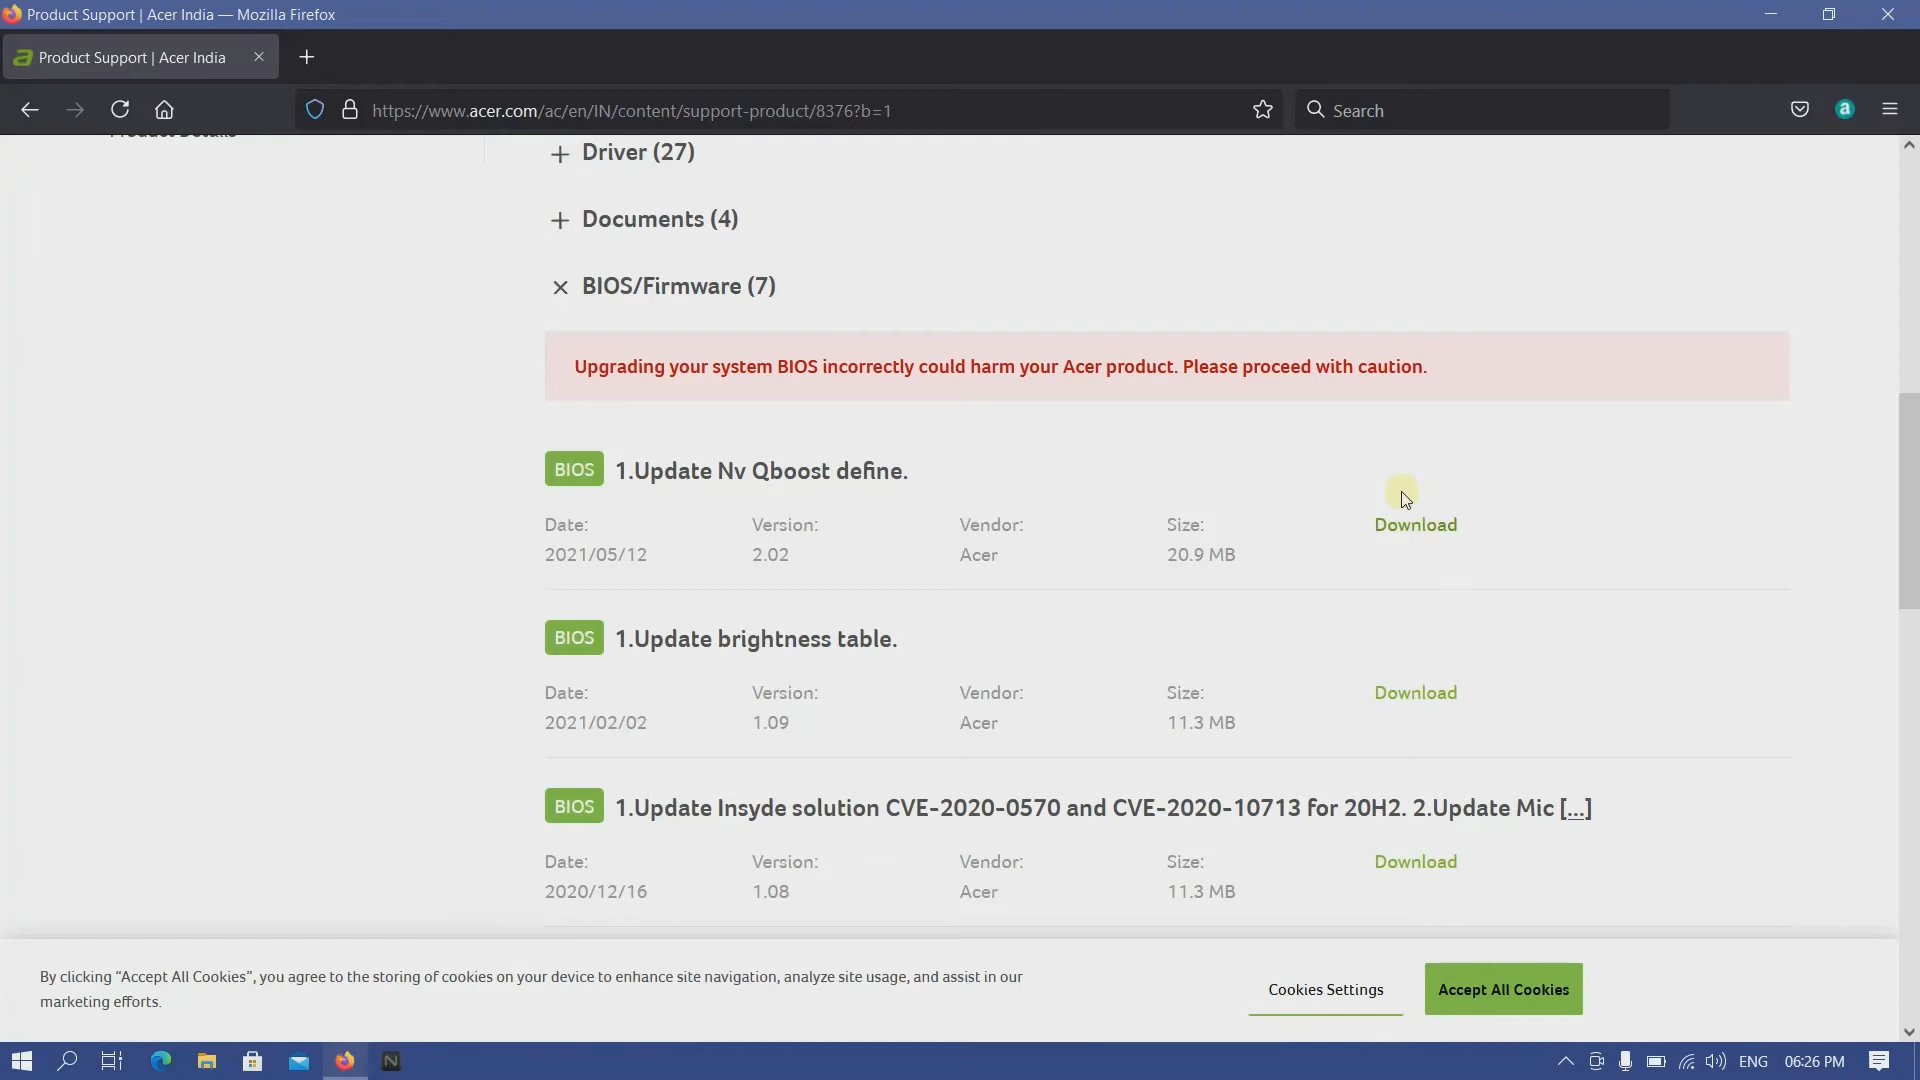 Product Support | Acer India — Mozilla Firefox
Product Support | Acer India
https://www.acer.com/ac/en/IN/content/support-product/8376?b=1
Search
Product Details
Driver (27)
Documents (4)
BIOS/Firmware (7)
Upgrading your system BIOS incorrectly could harm your Acer product. Please proceed with caution.
BIOS 1.Update Nv Qboost define.
Date: Version: Vendor: Size: Download
2021/05/12 2.02 Acer 20.9 MB
BIOS 1.Update brightness table.
Date: Version: Vendor: Size: Download
2021/02/02 1.09 Acer 11.3 MB
BIOS 1.Update Insyde solution CVE-2020-0570 and CVE-2020-10713 for 20H2. 2.Update Mic [...]
Date: Version: Vendor: Size: Download
2020/12/16 1.08 Acer 11.3 MB
By clicking “Accept All Cookies”, you agree to the storing of cookies on your device to enhance site navigation, analyze site usage, and assist in our
marketing efforts.
Cookies Settings
Accept All Cookies
ENG 06:26 PM